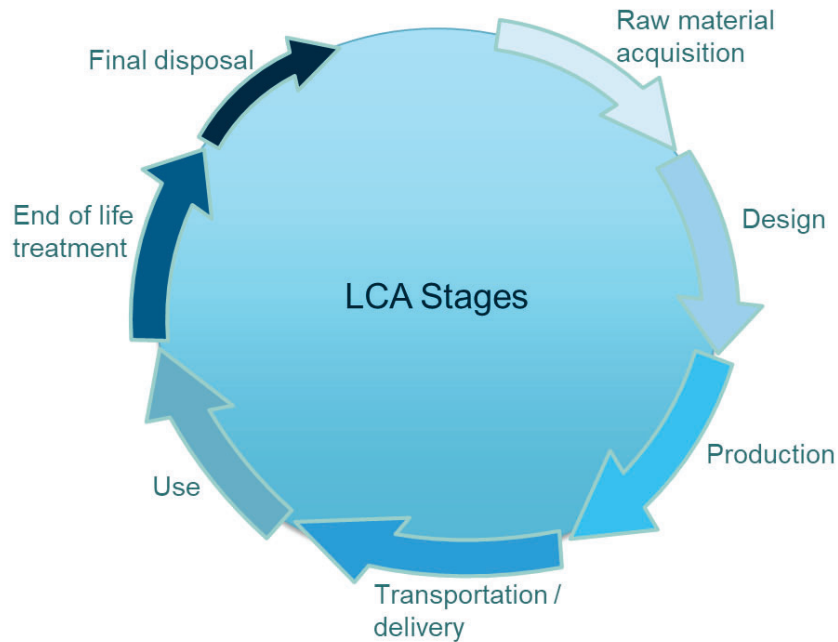 Raw material
acquisition
Design
Production
Transportation /
delivery
Use
End of life
treatment
Final disposal
LCA Stages